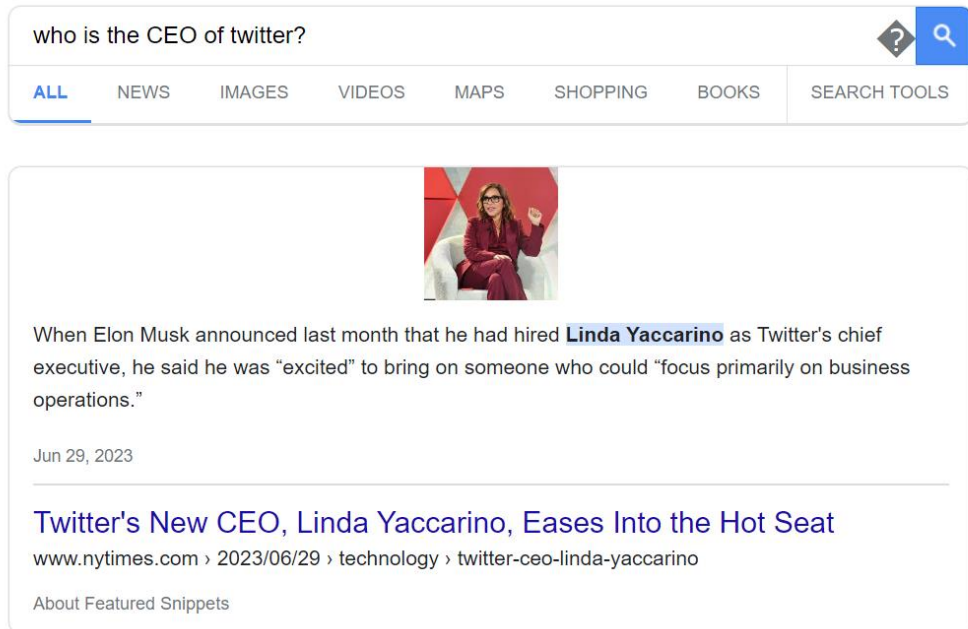 who is the CEO of twitter?
ALL NEWS IMAGES VIDEOS MAPS SHOPPING BOOKS SEARCH TOOLS
When Elon Musk announced last month that he had hired Linda Yaccarino as Twitter's chief
executive, he said he was “excited” to bring on someone who could “focus primarily on business
operations.”
Jun 29, 2023
Twitter's New CEO, Linda Yaccarino, Eases Into the Hot Seat
www.nytimes.com › 2023/06/29 › technology › twitter-ceo-linda-yaccarino
About Featured Snippets